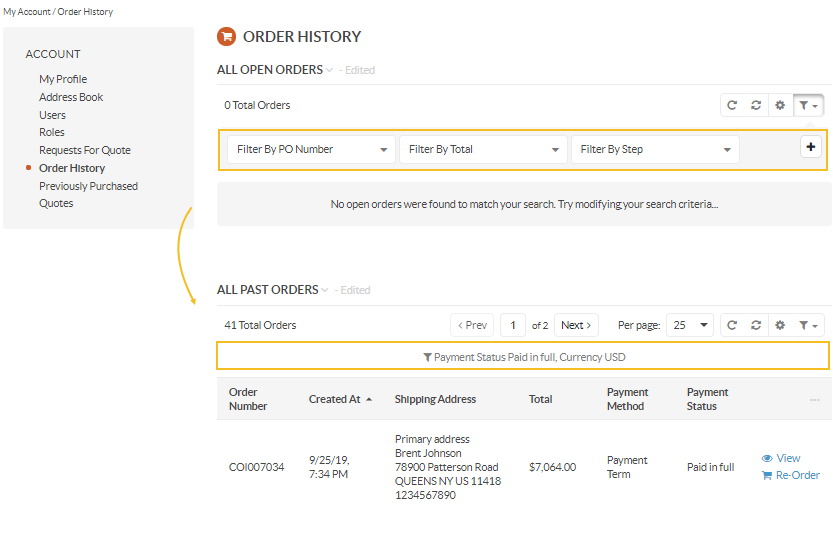 My Account / Order History
ACCOUNT
My Profile
Address Book
Users
Roles
Requests For Quote
Order History
Previously Purchased
Quotes
ORDER HISTORY
ALL OPEN ORDERS - Edited
0 Total Orders
Filter By PO Number Filter By Total Filter By Step +
No open orders were found to match your search. Try modifying your search criteria...
ALL PAST ORDERS - Edited
41 Total Orders < Prev 1 of 2 Next > Per page: 25
Payment Status Paid in full, Currency USD
Order Number Created At Shipping Address Total Payment Method Payment Status ...
COI007034
9/25/19,
7:34 PM
Primary address
Brent Johnson
78900 Patterson Road
QUEENS NY US 11418
1234567890
$7,064.00
Payment
Term
Paid in full
View
Re-Order